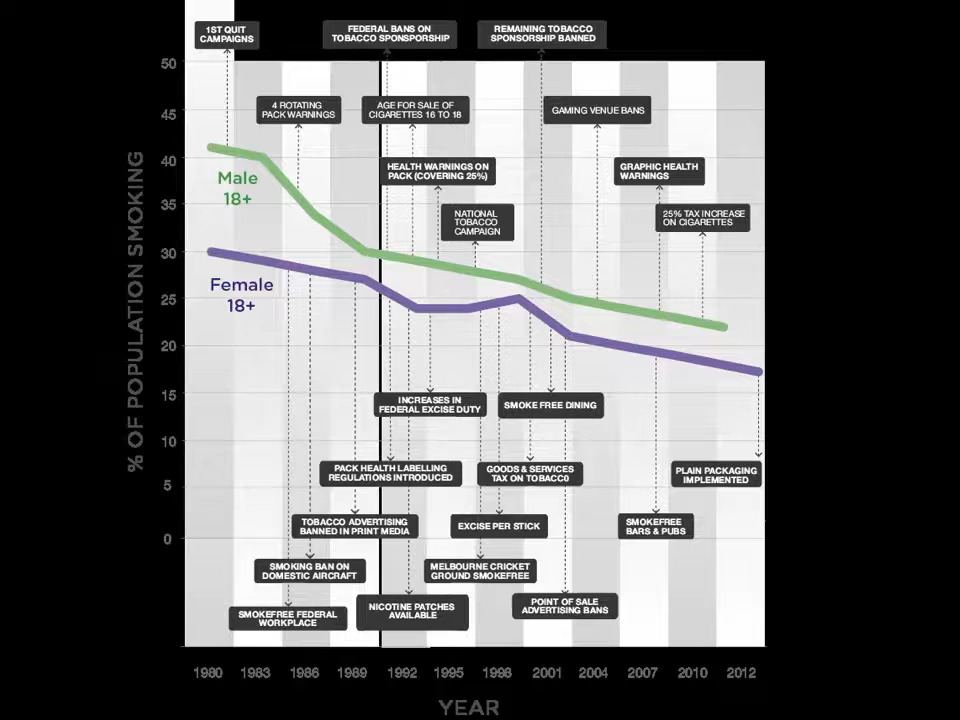 1ST QUIT
CAMPAIGNS
FEDERAL BANS ON
TOBACCO SPONSPORSHIP
REMAINING TOBACCO
SPONSORSHIP BANNED
50
4 ROTATING
PACK WARNINGS
AGE FOR SALE OF
CIGARETTES 16 TO 18
GAMING VENUE BANS
45
40
HEALTH WARNINGS ON
PACK (COVERING 25%)
GRAPHIC HEALTH
WARNINGS
Male
18+
35
NATIONAL
TOBACCO
CAMPAIGN
25% TAX INCREASE
ON CIGARETTES
30
Female
18+
25
20
15
INCREASES IN
FEDERAL EXCISE DUTY
SMOKE FREE DINING
10
PACK HEALTH LABELLING
REGULATIONS INTRODUCED
GOODS & SERVICES
TAX ON TOBACC0
PLAIN PACKAGING
IMPLEMENTED
5
TOBACCO ADVERTISING
BANNED IN PRINT MEDIA
EXCISE PER STICK
SMOKEFREE
BARS & PUBS
0
SMOKING BAN ON
DOMESTIC AIRCRAFT
MELBOURNE CRICKET
GROUND SMOKEFREE
SMOKEFREE FEDERAL
WORKPLACE
NICOTINE PATCHES
AVAILABLE
POINT OF SALE
ADVERTISING BANS
% OF POPULATION SMOKING
1980 1983 1986 1989 1992 1995 1998 2001 2004 2007 2010 2012
YEAR